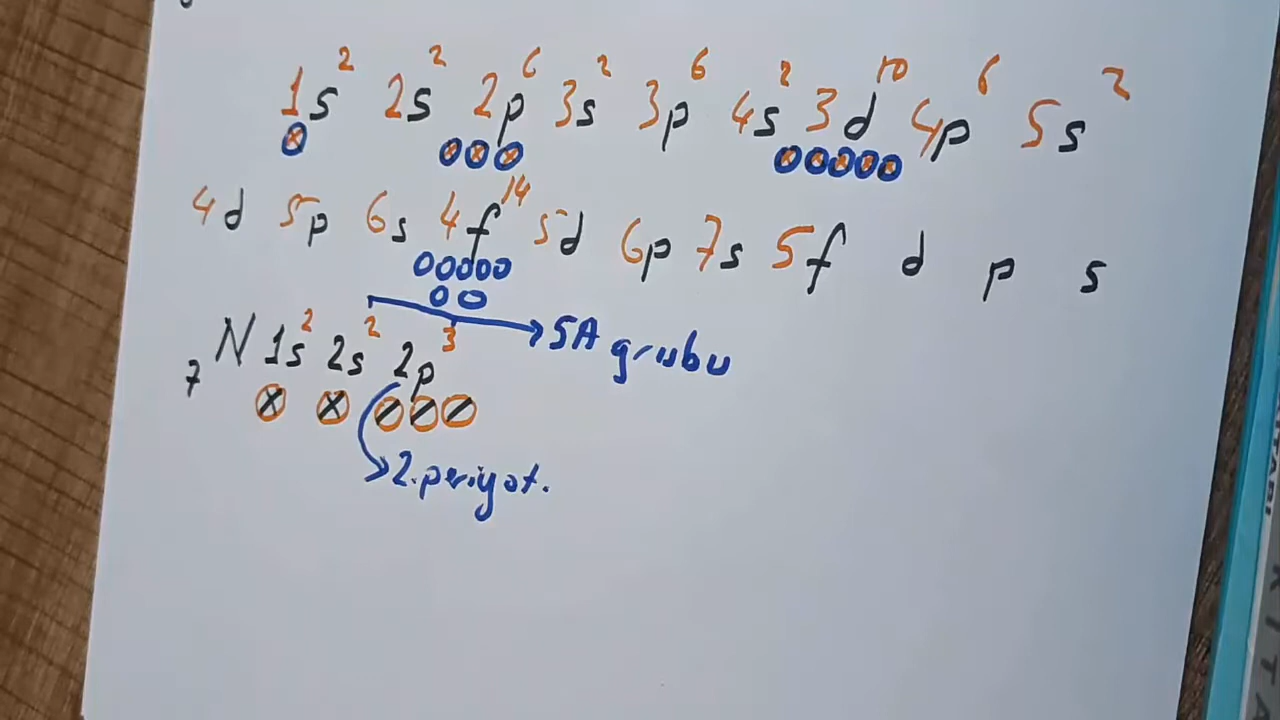 1s² 2s² 2p⁶ 3s² 3p⁶ 4s² 3d¹⁰ 4p⁶ 5s²
4d 5p 6s 4f¹⁴ 5d 6p 7s 5f d p s
₇N 1s² 2s² 2p³ 5A grubu
2.periyot.